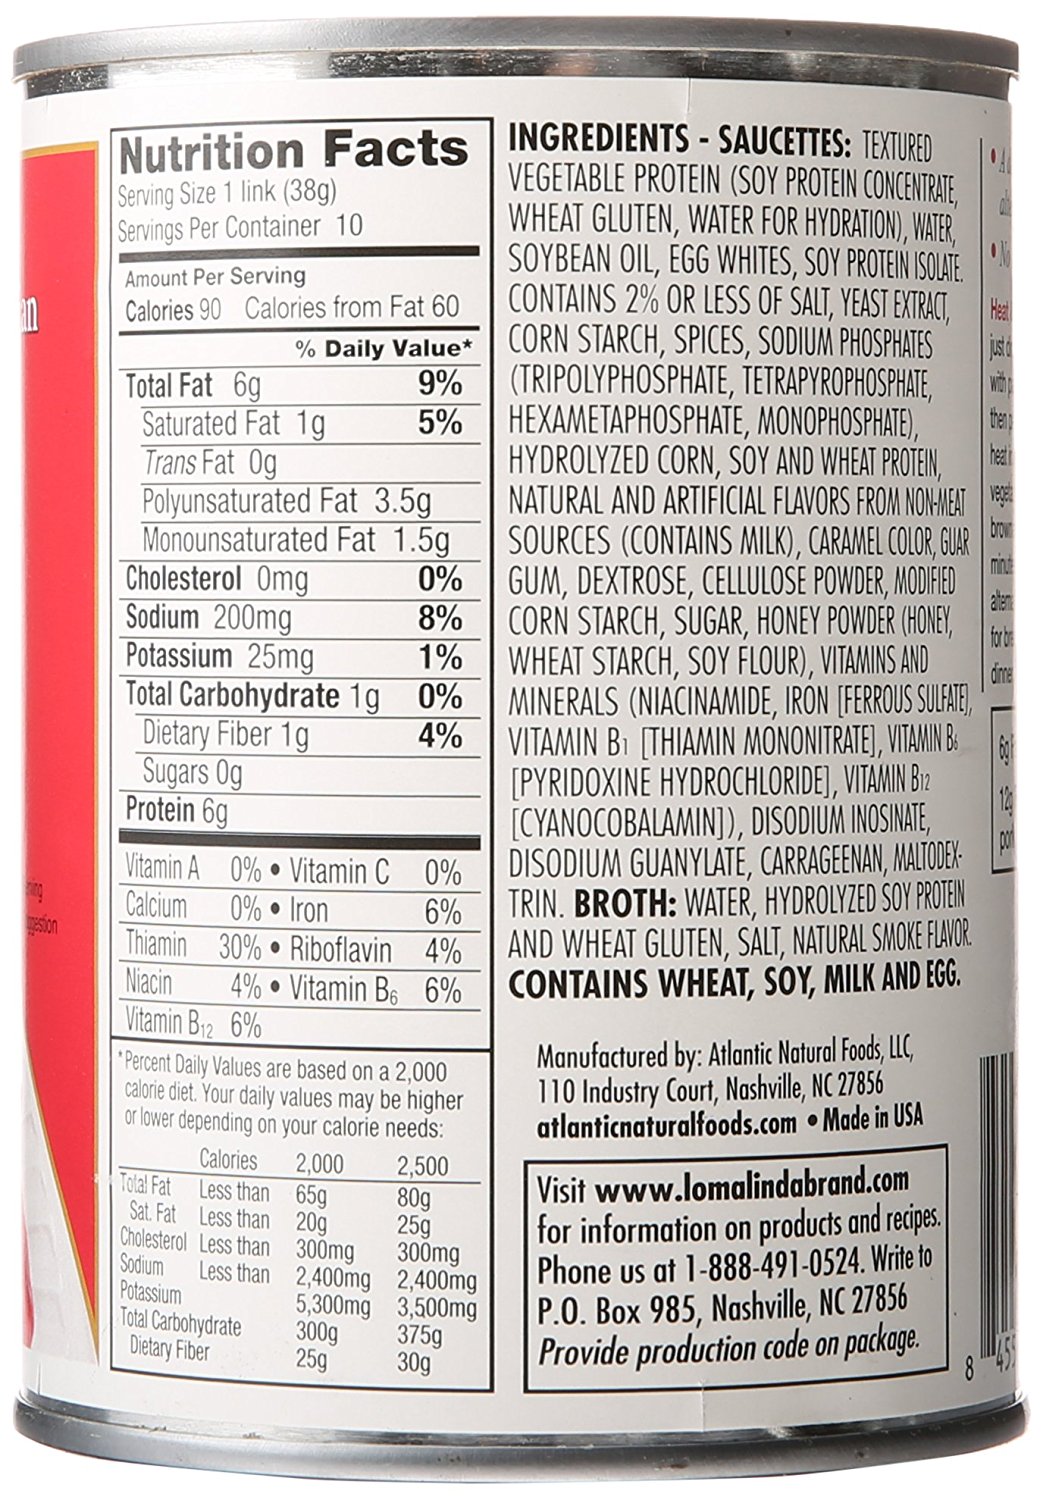 an
Nutrition Facts
Serving Size 1 link (38g)
Servings Per Container 10
Amount Per Serving
Calories 90 Calories from Fat 60
% Daily Value*
Total Fat 6g 9%
Saturated Fat 1g 5%
Trans Fat 0g
Polyunsaturated Fat 3.5g
Monounsaturated Fat 1.5g
Cholesterol 0mg 0%
Sodium 200mg 8%
Potassium 25mg 1%
Total Carbohydrate 1g 0%
Dietary Fiber 1g 4%
Sugars 0g
Protein 6g
Vitamin A 0% • Vitamin C 0%
Calcium 0% • Iron 6%
Thiamin 30% • Riboflavin 4%
Niacin 4% • Vitamin B6 6%
Vitamin B12 6%
*Percent Daily Values are based on a 2,000
calorie diet. Your daily values may be higher
or lower depending on your calorie needs:
Calories 2,000 2,500
Total Fat Less than 65g 80g
Sat. Fat Less than 20g 25g
Cholesterol Less than 300mg 300mg
Sodium Less than 2,400mg 2,400mg
Potassium 5,300mg 3,500mg
Total Carbohydrate 300g 375g
Dietary Fiber 25g 30g
INGREDIENTS - SAUCETTES: TEXTURED
VEGETABLE PROTEIN (SOY PROTEIN CONCENTRATE,
WHEAT GLUTEN, WATER FOR HYDRATION), WATER,
SOYBEAN OIL, EGG WHITES, SOY PROTEIN ISOLATE.
CONTAINS 2% OR LESS OF SALT, YEAST EXTRACT,
CORN STARCH, SPICES, SODIUM PHOSPHATES
(TRIPOLYPHOSPHATE, TETRAPYROPHOSPHATE,
HEXAMETAPHOSPHATE, MONOPHOSPHATE),
HYDROLYZED CORN, SOY AND WHEAT PROTEIN,
NATURAL AND ARTIFICIAL FLAVORS FROM NON-MEAT
SOURCES (CONTAINS MILK), CARAMEL COLOR, GUAR
GUM, DEXTROSE, CELLULOSE POWDER, MODIFIED
CORN STARCH, SUGAR, HONEY POWDER (HONEY,
WHEAT STARCH, SOY FLOUR), VITAMINS AND
MINERALS (NIACINAMIDE, IRON [FERROUS SULFATE],
VITAMIN B1 [THIAMIN MONONITRATE], VITAMIN B6
[PYRIDOXINE HYDROCHLORIDE], VITAMIN B12
[CYANOCOBALAMIN]), DISODIUM INOSINATE,
DISODIUM GUANYLATE, CARRAGEENAN, MALTODEX-
TRIN. BROTH: WATER, HYDROLYZED SOY PROTEIN
AND WHEAT GLUTEN, SALT, NATURAL SMOKE FLAVOR.
CONTAINS WHEAT, SOY, MILK AND EGG.
Manufactured by: Atlantic Natural Foods, LLC,
110 Industry Court, Nashville, NC 27856
atlanticnaturalfoods.com • Made in USA
Visit www.lomalindabrand.com
for information on products and recipes.
Phone us at 1-888-491-0524. Write to
P.O. Box 985, Nashville, NC 27856
Provide production code on package.
Heat
just
with
then
heat
8 455